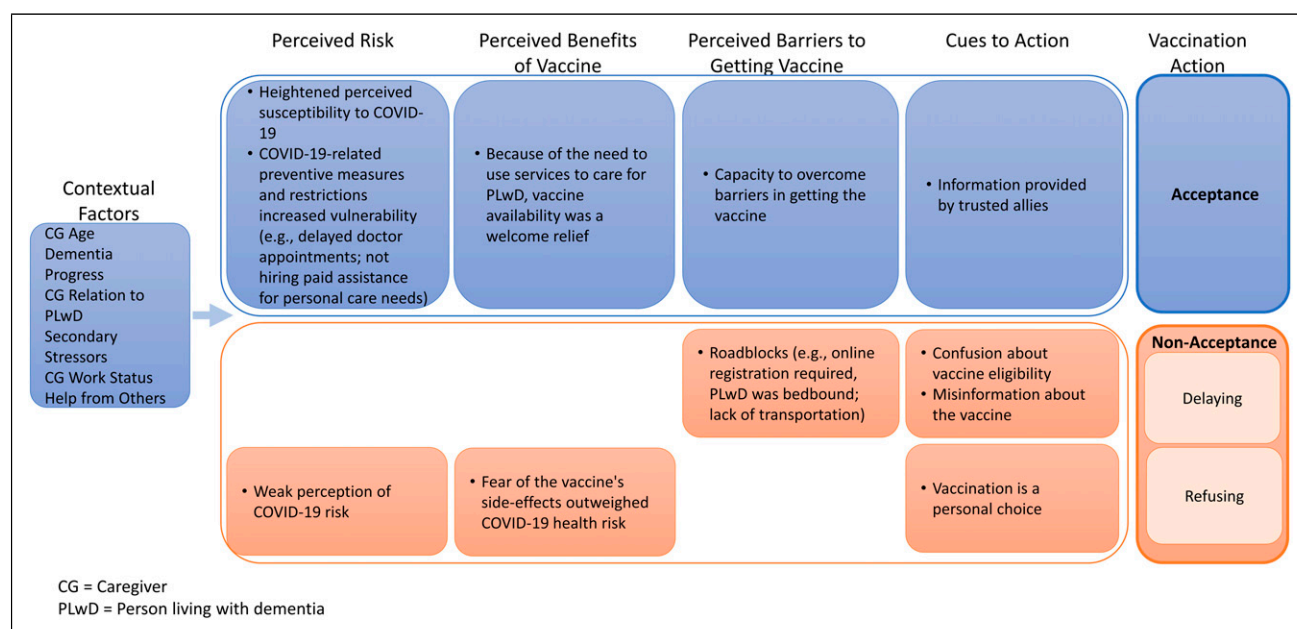 Perceived Risk
Perceived Benefits
of Vaccine
Perceived Barriers to
Getting Vaccine
Cues to Action
Vaccination
Action
Contextual
Factors
CG Age
Dementia
Progress
CG Relation to
PLwD
Secondary
Stressors
CG Work Status
Help from Others
• Heightened perceived
susceptibility to COVID-
19
• COVID-19-related
preventive measures
and restrictions
increased vulnerability
(e.g., delayed doctor
appointments; not
hiring paid assistance
for personal care needs)
• Because of the need to
use services to care for
PLwD, vaccine
availability was a
welcome relief
• Capacity to overcome
barriers in getting the
vaccine
• Information provided
by trusted allies
Acceptance
• Roadblocks (e.g., online
registration required,
PLwD was bedbound;
lack of transportation)
• Confusion about
vaccine eligibility
• Misinformation about
the vaccine
Non-Acceptance
Delaying
• Weak perception of
COVID-19 risk
• Fear of the vaccine's
side-effects outweighed
COVID-19 health risk
• Vaccination is a
personal choice
Refusing
CG = Caregiver
PLwD = Person living with dementia